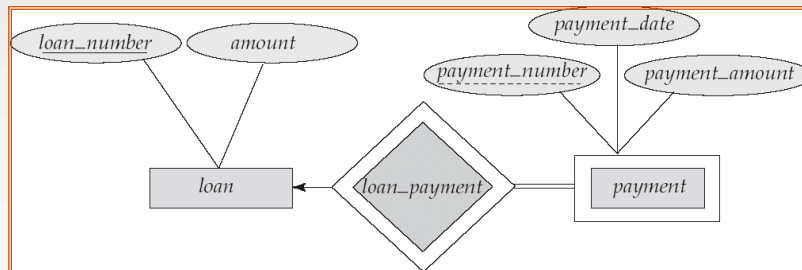 payment_date
loan_number
amount
payment_number
payment_amount
loan
loan_payment
payment